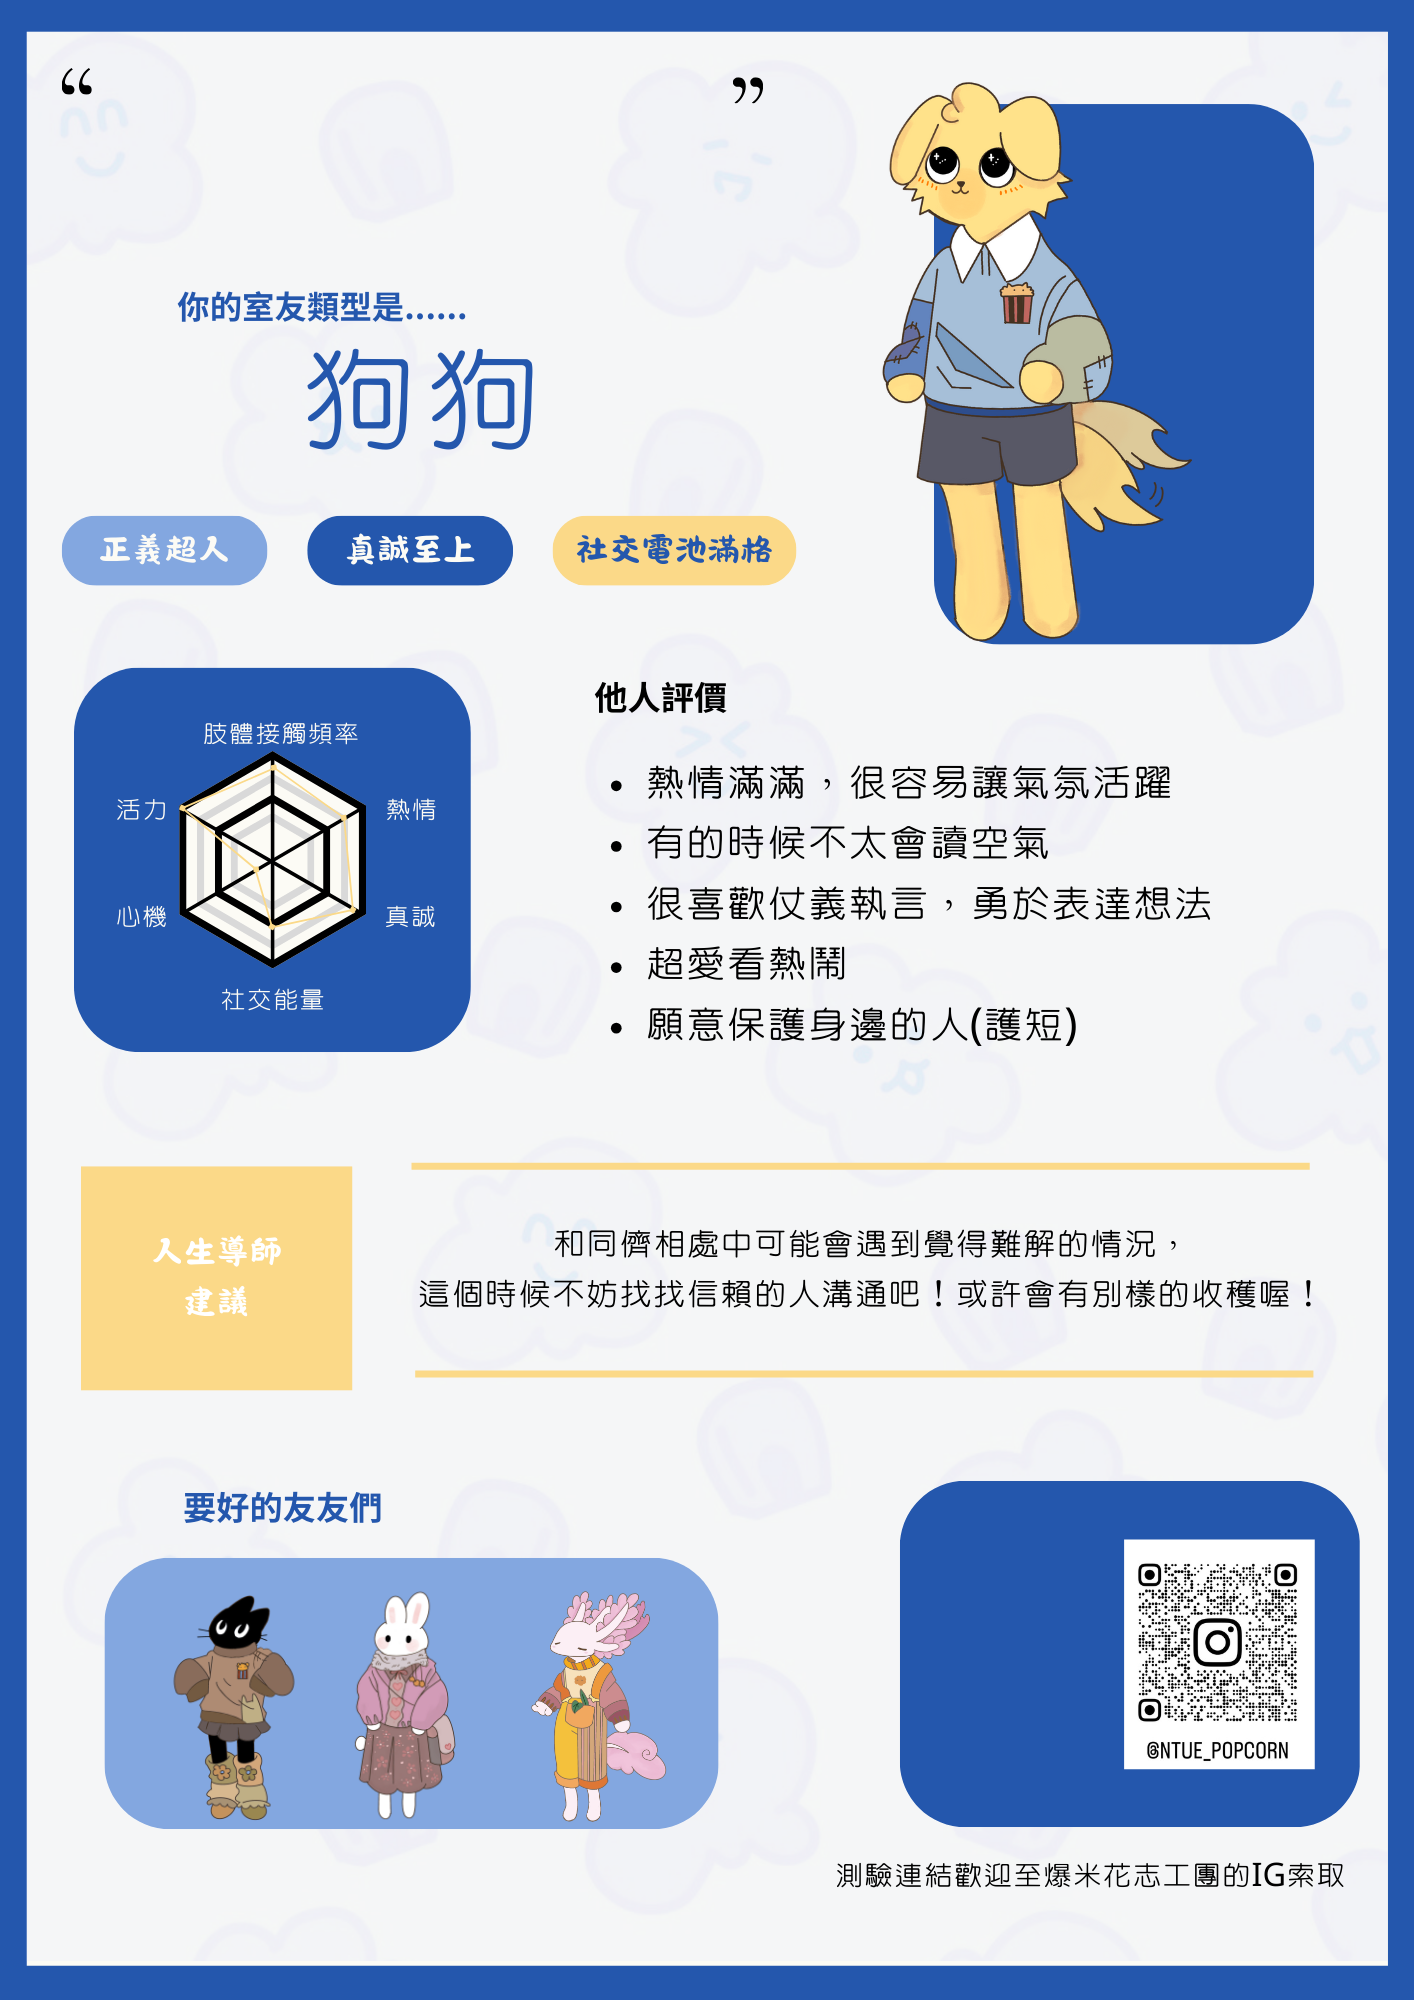 “ ”
你的室友類型是......
狗狗
正義超人
真誠至上
社交電池滿格
肢體接觸頻率
活力
熱情
心機
真誠
社交能量
他人評價
• 熱情滿滿，很容易讓氣氛活躍
• 有的時候不太會讀空氣
• 很喜歡仗義執言，勇於表達想法
• 超愛看熱鬧
• 願意保護身邊的人(護短)
人生導師
建議
和同儕相處中可能會遇到覺得難解的情況，
這個時候不妨找找信賴的人溝通吧！或許會有別樣的收穫喔！
要好的友友們
@NTUE_POPCORN
測驗連結歡迎至爆米花志工團的IG索取